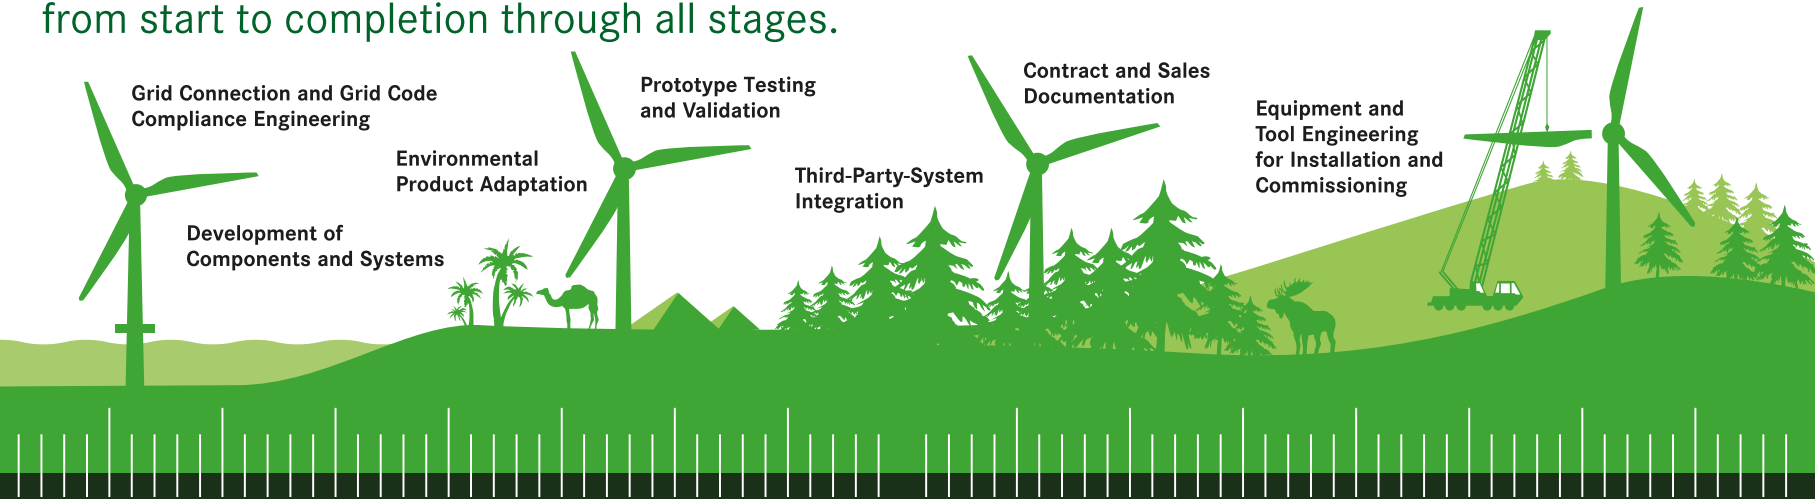 from start to completion through all stages.
Grid Connection and Grid Code
Compliance Engineering
Development of
Components and Systems
Environmental
Product Adaptation
Prototype Testing
and Validation
Third-Party-System
Integration
Contract and Sales
Documentation
Equipment and
Tool Engineering
for Installation and
Commissioning